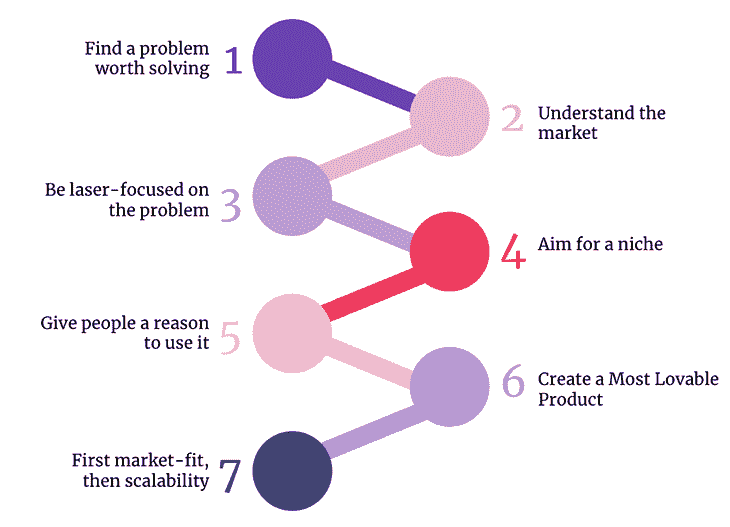 Find a problem
worth solving
1
2
Understand the
market
Be laser-focused on
the problem
3
4
Aim for a niche
Give people a reason
to use it
5
6
Create a Most Lovable
Product
First market-fit,
then scalability
7